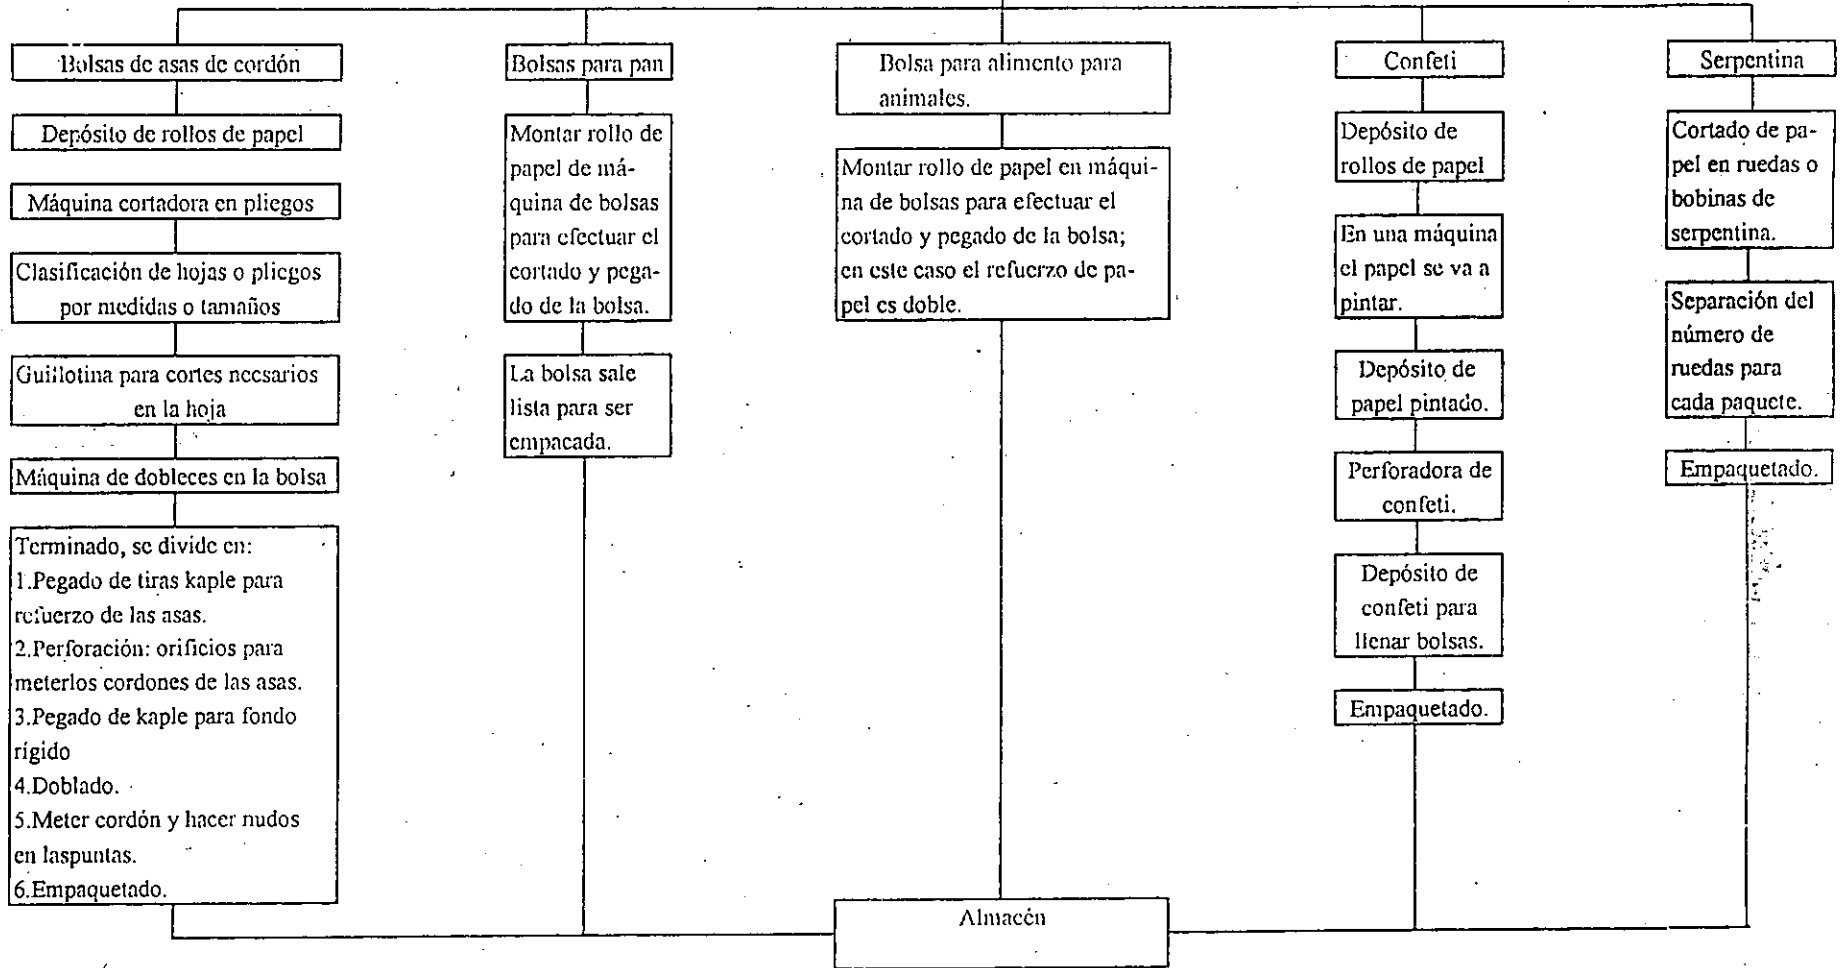 Bolsas de asas de cordón
Depósito de rollos de papel
Máquina cortadora en pliegos
Clasificación de hojas o pliegos
por medidas o tamaños
Guillotina para cortes necsarios
en la hoja
Máquina de dobleces en la bolsa
Terminado, se divide en:
1.Pegado de tiras kaple para
refuerzo de las asas.
2.Perforación: orificios para
meterlos cordones de las asas.
3.Pegado de kaple para fondo
rígido
4.Doblado.
5.Meter cordón y hacer nudos
en laspuntas.
6.Empaquetado.
Bolsas para pan
Montar rollo de
papel de má-
quina de bolsas
para efectuar el
cortado y pega-
do de la bolsa.
La bolsa sale
lista para ser
empacada.
Bolsa para alimento para
animales.
Montar rollo de papel en máqui-
na de bolsas para efectuar el
cortado y pegado de la bolsa;
en este caso el refuerzo de pa-
pel es doble.
Confeti
Depósito de
rollos de papel
En una máquina
el papel se va a
pintar.
Depósito de
papel pintado.
Perforadora de
confeti.
Depósito de
confeti para
llenar bolsas.
Empaquetado.
Serpentina
Cortado de pa-
pel en ruedas o
bobinas de
serpentina.
Separación del
número de
ruedas para
cada paquete.
Empaquetado.
Almacén